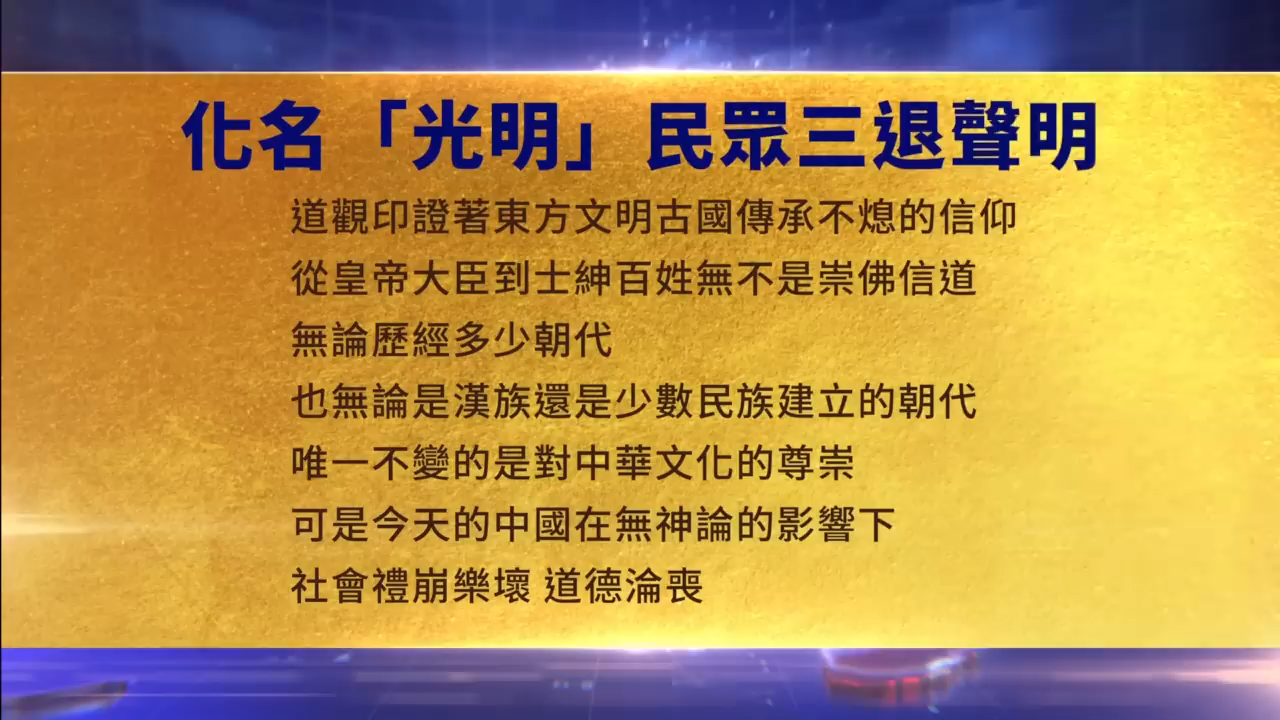 化名「光明」民眾三退聲明
道觀印證著東方文明古國傳承不熄的信仰
從皇帝大臣到士紳百姓無不是崇佛信道
無論歷經多少朝代
也無論是漢族還是少數民族建立的朝代
唯一不變的是對中華文化的尊崇
可是今天的中國在無神論的影響下
社會禮崩樂壞 道德淪喪